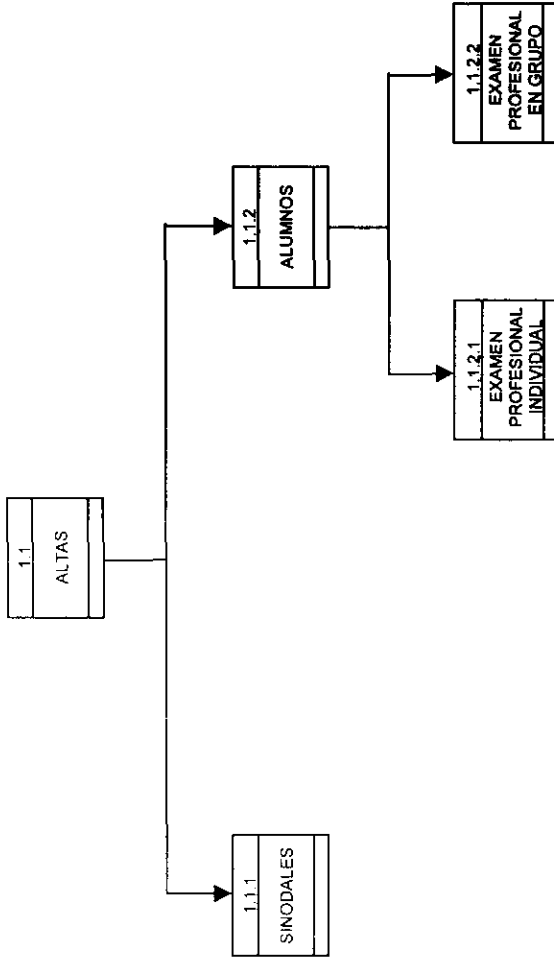 1.1
ALTAS
1.1.1
SINODALES
1.1.2
ALUMNOS
1.1.2.1
EXAMEN
PROFESIONAL
INDIVIDUAL
1.1.2.2
EXAMEN
PROFESIONAL
EN GRUPO